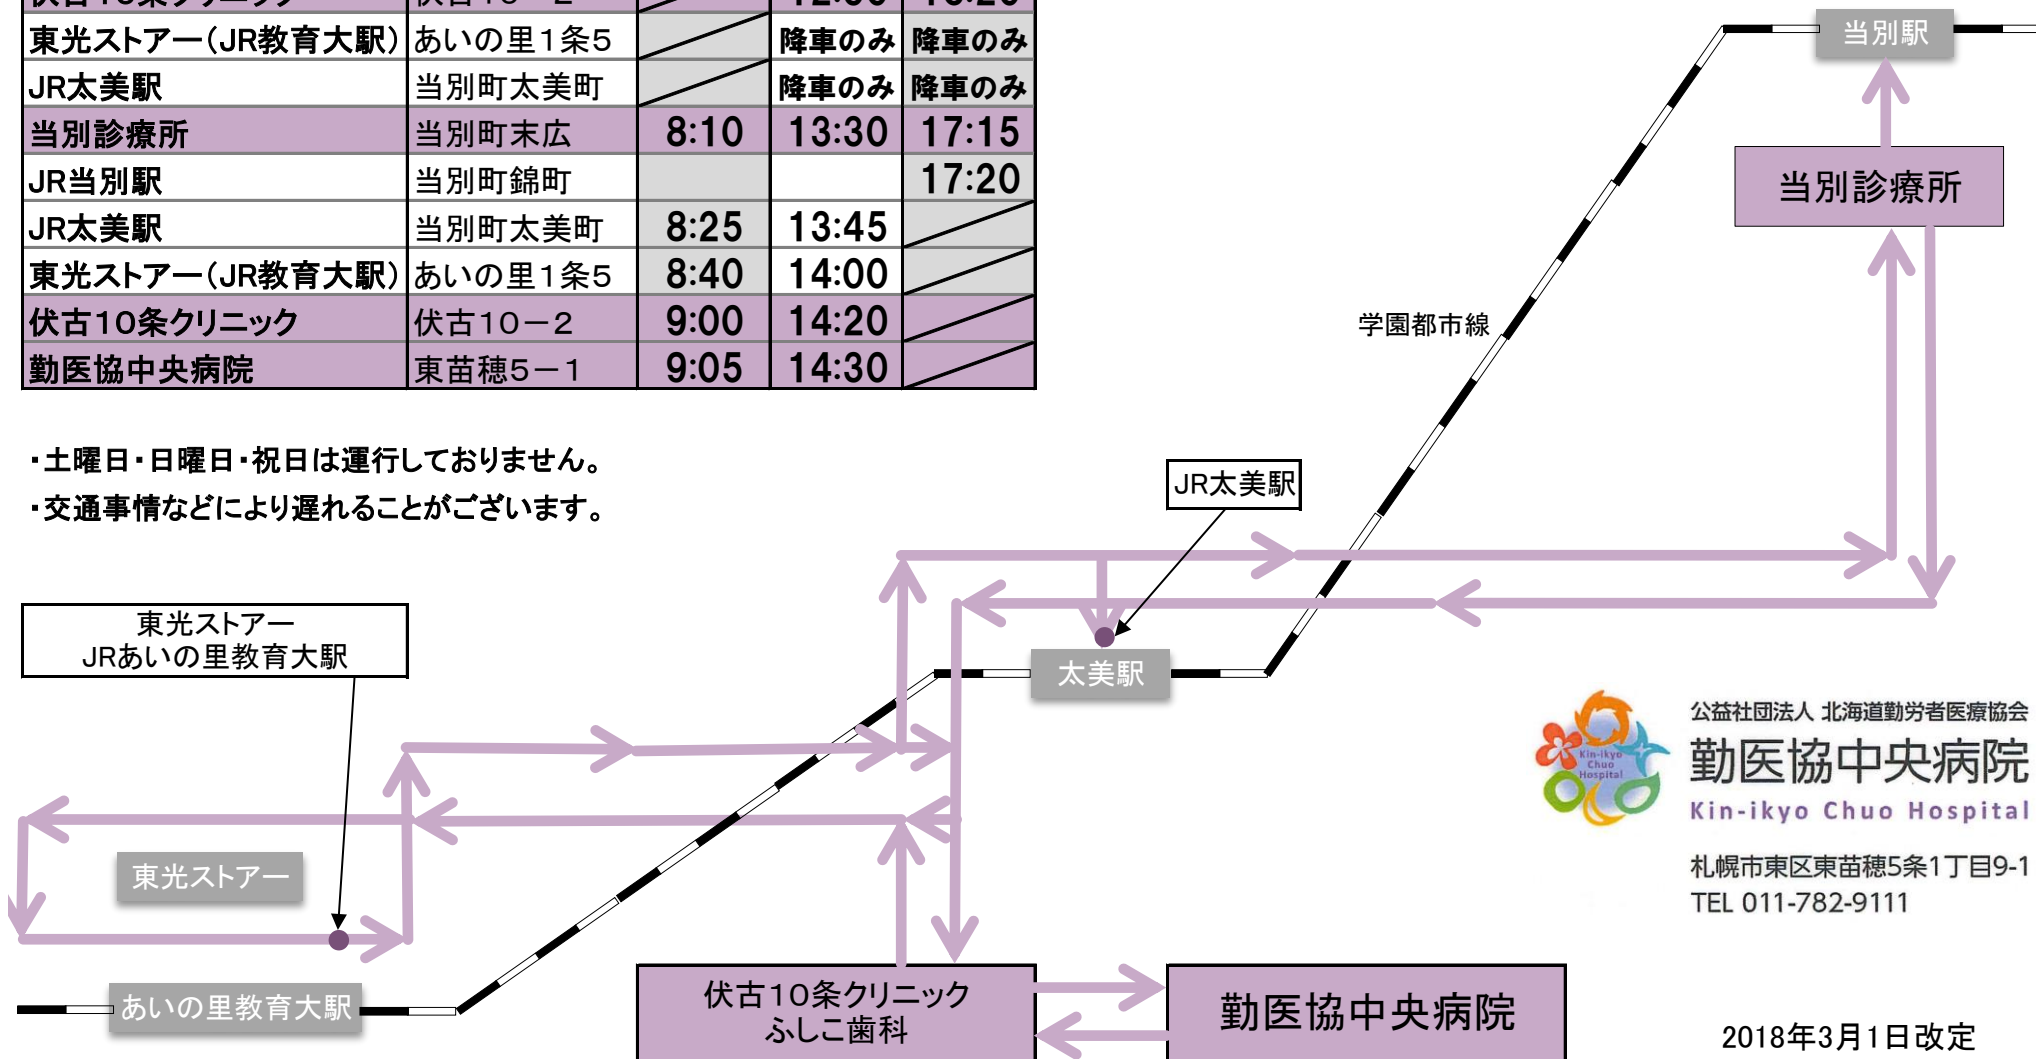 東光ストアー(JR教育大駅) あいの里1条5 降車のみ 降車のみ
JR太美駅 当別町太美町 降車のみ 降車のみ
当別診療所 当別町末広 8:10 13:30 17:15
JR当別駅 当別町錦町 17:20
JR太美駅 当別町太美町 8:25 13:45
東光ストアー(JR教育大駅) あいの里1条5 8:40 14:00
伏古10条クリニック 伏古10-2 9:00 14:20
勤医協中央病院 東苗穂5-1 9:05 14:30
・土曜日・日曜日・祝日は運行しておりません。
・交通事情などにより遅れることがございます。
当別駅
当別診療所
学園都市線
JR太美駅
東光ストアー
JRあいの里教育大駅
太美駅
東光ストアー
あいの里教育大駅
伏古10条クリニック
ふしこ歯科
勤医協中央病院
Kin-ikyo
Chuo
Hospital
公益社団法人 北海道勤労者医療協会
勤医協中央病院
Kin-ikyo Chuo Hospital
札幌市東区東苗穂5条1丁目9-1
TEL 011-782-9111
2018年3月1日改定